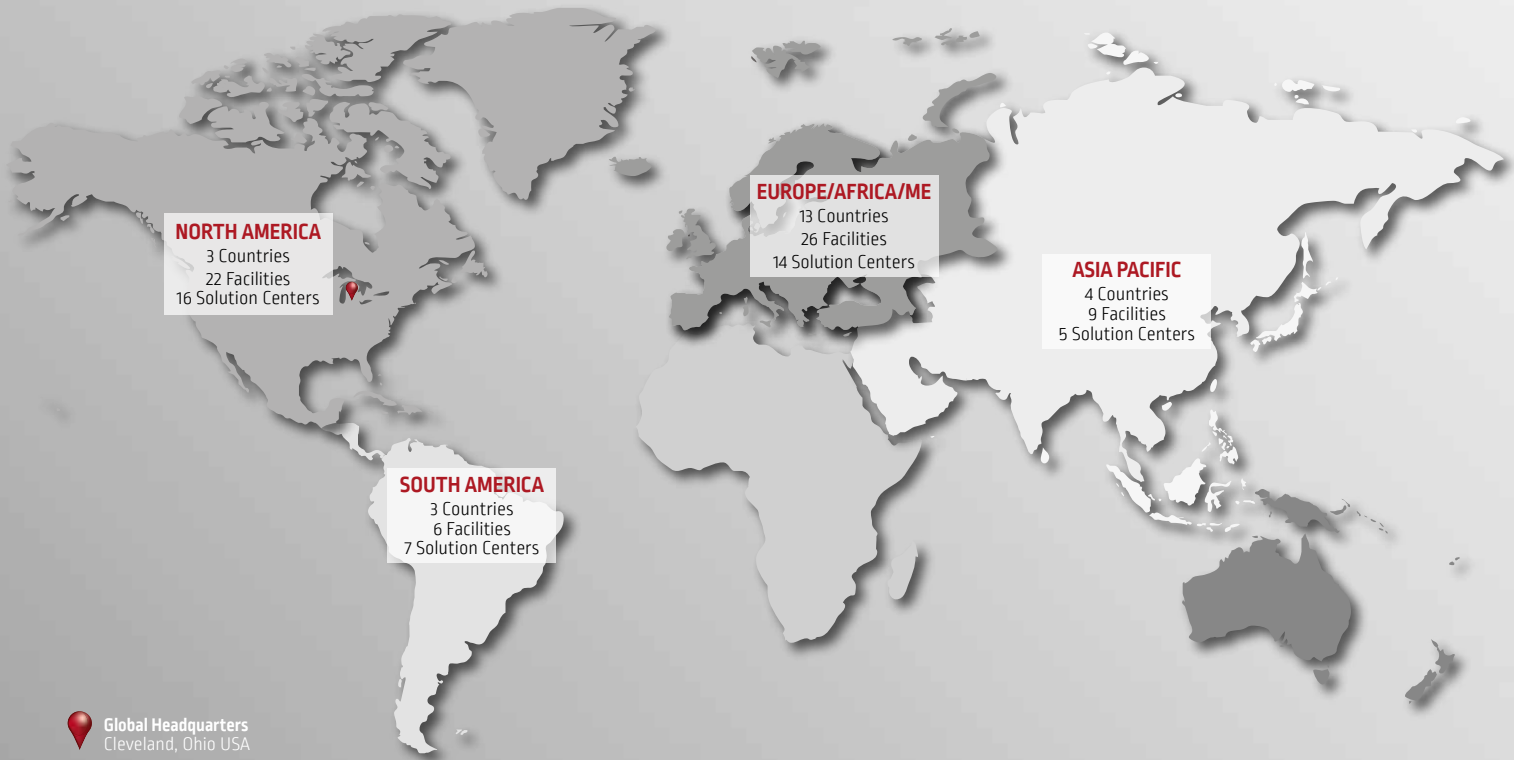 NORTH AMERICA
3 Countries
22 Facilities
16 Solution Centers
EUROPE/AFRICA/ME
13 Countries
26 Facilities
14 Solution Centers
ASIA PACIFIC
4 Countries
9 Facilities
5 Solution Centers
SOUTH AMERICA
3 Countries
6 Facilities
7 Solution Centers
Global Headquarters
Cleveland, Ohio USA